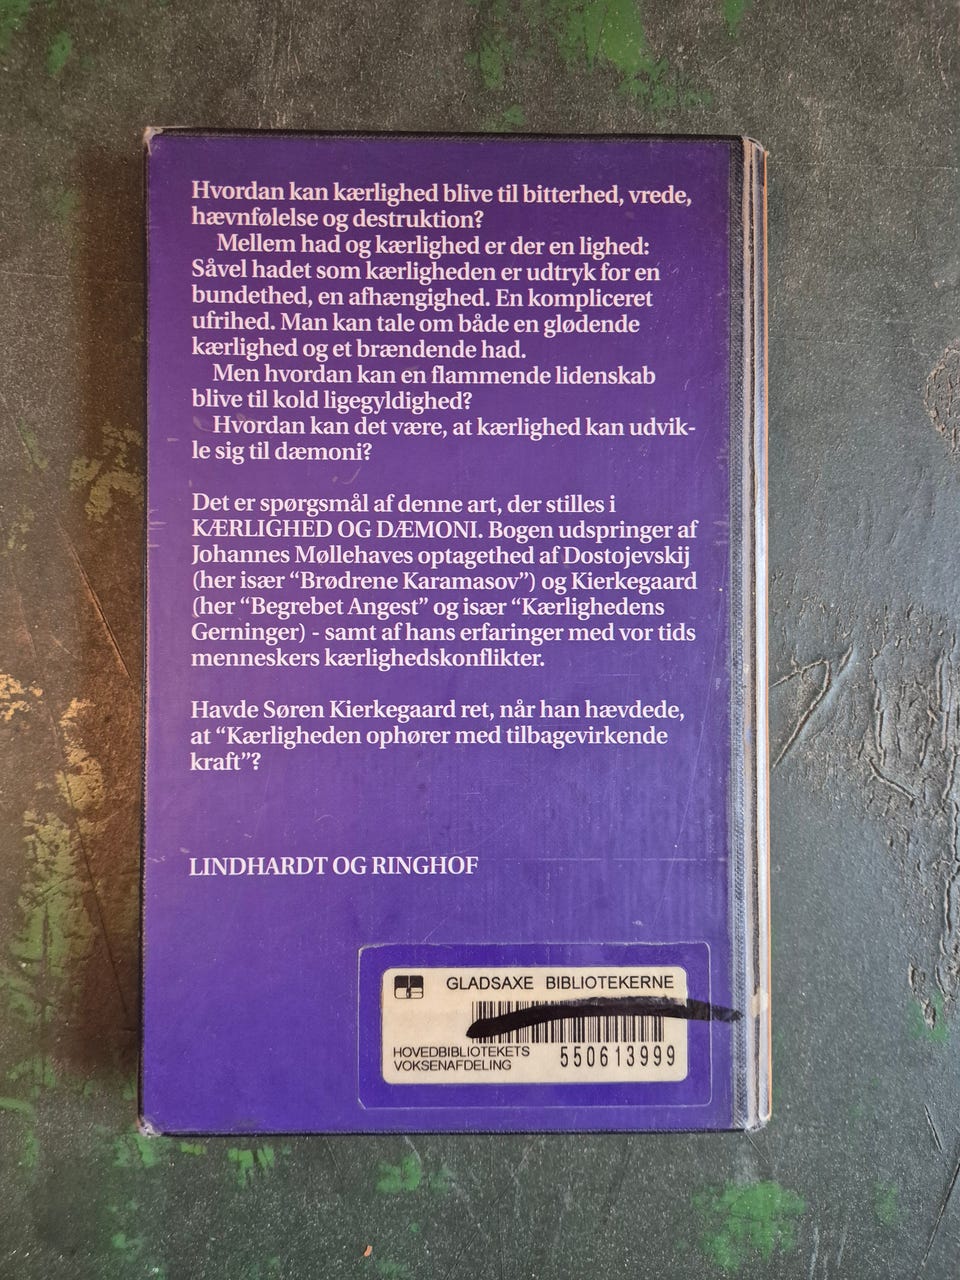 Hvordan kan kærlighed blive til bitterhed, vrede,
hævnfølelse og destruktion?
Mellem had og kærlighed er der en lighed:
Såvel hadet som kærligheden er udtryk for en
bundethed, en afhængighed. En kompliceret
ufrihed. Man kan tale om både en glødende
kærlighed og et brændende had.
Men hvordan kan en flammende lidenskab
blive til kold ligegyldighed?
Hvordan kan det være, at kærlighed kan udvik-
le sig til dæmoni?
Det er spørgsmål af denne art, der stilles i
KÆRLIGHED OG DÆMONI. Bogen udspringer af
Johannes Møllehaves optagethed af Dostojevskij
(her især “Brødrene Karamasov”) og Kierkegaard
(her “Begrebet Angest” og især “Kærlighedens
Gerninger) - samt af hans erfaringer med vor tids
menneskers kærlighedskonflikter.
Havde Søren Kierkegaard ret, når han hævdede,
at “Kærligheden ophører med tilbagevirkende
kraft”?
LINDHARDT OG RINGHOF
GLADSAXE BIBLIOTEKERNE
HOVEDBIBLIOTEKETS
VOKSENAFDELING
550613999